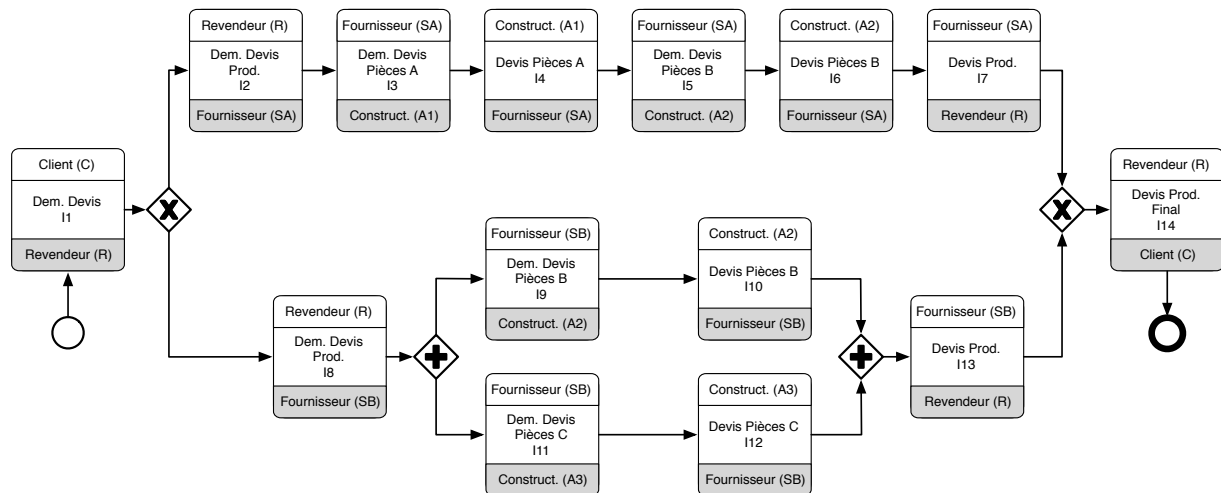 Revendeur (R)
Dem. Devis
Prod.
I2
Fournisseur (SA)
Fournisseur (SA)
Dem. Devis
Pièces A
I3
Construct. (A1)
Construct. (A1)
Devis Pièces A
I4
Fournisseur (SA)
Fournisseur (SA)
Dem. Devis
Pièces B
I5
Construct. (A2)
Construct. (A2)
Devis Pièces B
I6
Fournisseur (SA)
Fournisseur (SA)
Devis Prod.
I7
Revendeur (R)
Client (C)
Dem. Devis
I1
Revendeur (R)
Revendeur (R)
Devis Prod.
Final
I14
Client (C)
Fournisseur (SB)
Dem. Devis
Pièces B
I9
Construct. (A2)
Construct. (A2)
Devis Pièces B
I10
Fournisseur (SB)
Revendeur (R)
Dem. Devis
Prod.
I8
Fournisseur (SB)
Fournisseur (SB)
Devis Prod.
I13
Revendeur (R)
Fournisseur (SB)
Dem. Devis
Pièces C
I11
Construct. (A3)
Construct. (A3)
Devis Pièces C
I12
Fournisseur (SB)